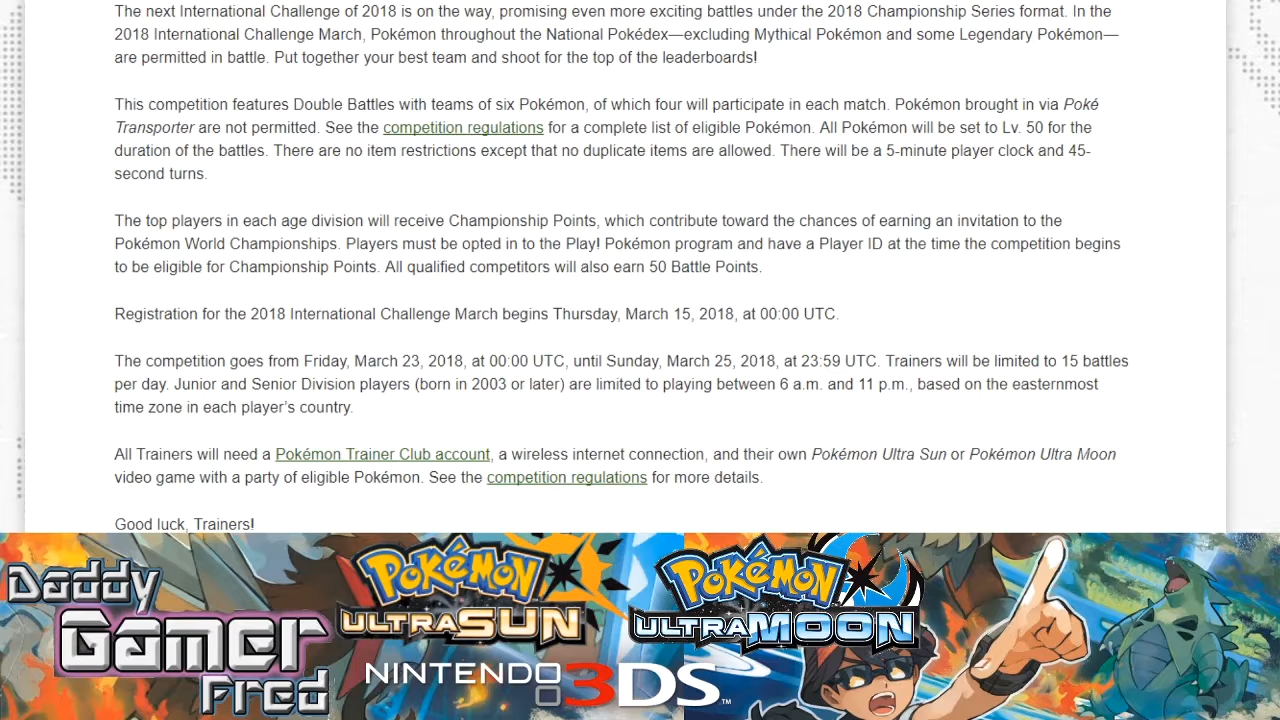 The next International Challenge of 2018 is on the way, promising even more exciting battles under the 2018 Championship Series format. In the
2018 International Challenge March, Pokémon throughout the National Pokédex—excluding Mythical Pokémon and some Legendary Pokémon—
are permitted in battle. Put together your best team and shoot for the top of the leaderboards!
This competition features Double Battles with teams of six Pokémon, of which four will participate in each match. Pokémon brought in via Poké
Transporter are not permitted. See the competition regulations for a complete list of eligible Pokémon. All Pokémon will be set to Lv. 50 for the
duration of the battles. There are no item restrictions except that no duplicate items are allowed. There will be a 5-minute player clock and 45-
second turns.
The top players in each age division will receive Championship Points, which contribute toward the chances of earning an invitation to the
Pokémon World Championships. Players must be opted in to the Play! Pokémon program and have a Player ID at the time the competition begins
to be eligible for Championship Points. All qualified competitors will also earn 50 Battle Points.
Registration for the 2018 International Challenge March begins Thursday, March 15, 2018, at 00:00 UTC.
The competition goes from Friday, March 23, 2018, at 00:00 UTC, until Sunday, March 25, 2018, at 23:59 UTC. Trainers will be limited to 15 battles
per day. Junior and Senior Division players (born in 2003 or later) are limited to playing between 6 a.m. and 11 p.m., based on the easternmost
time zone in each player's country.
All Trainers will need a Pokémon Trainer Club account, a wireless internet connection, and their own Pokémon Ultra Sun or Pokémon Ultra Moon
video game with a party of eligible Pokémon. See the competition regulations for more details.
Good luck, Trainers!
Daddy
Gamer
Fred
POKéMON
ULTRA SUN
POKéMON
ULTRA MOON
NINTENDO 3DS™